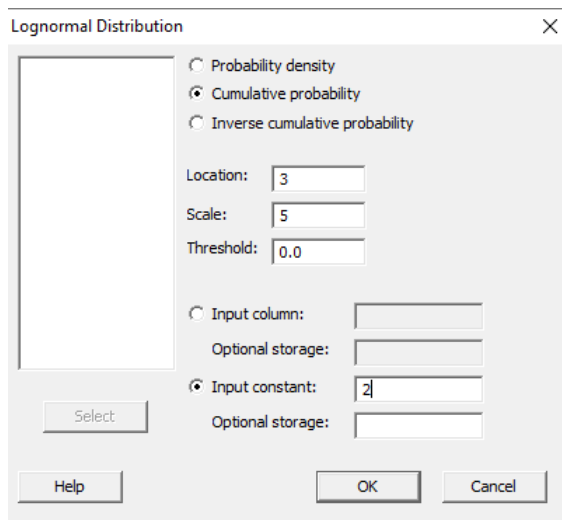 Lognormal Distribution
Probability density
Cumulative probability
Inverse cumulative probability
Location: 3
Scale: 5
Threshold: 0.0
Input column:
Optional storage:
Input constant: 2
Optional storage:
Select
Help OK Cancel